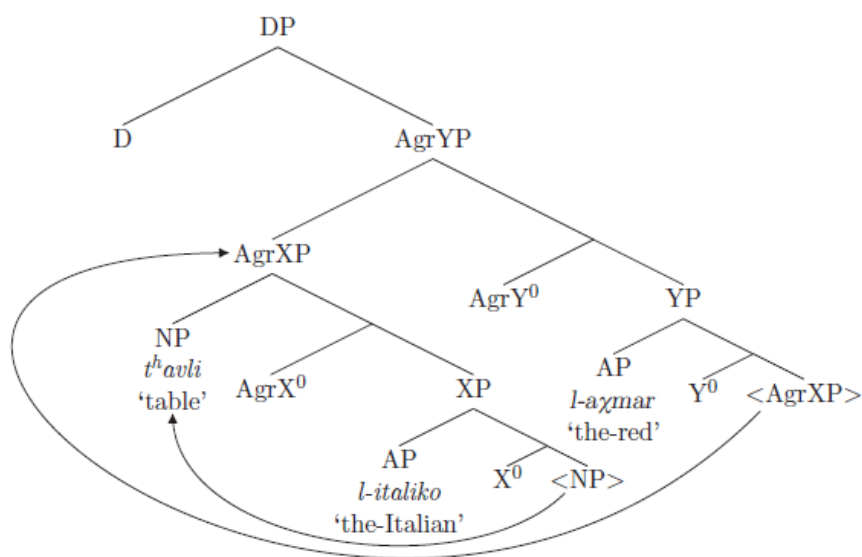 DP
D AgrYP
AgrXP AgrY⁰ YP
NP
tʰavli
‘table’
AgrX⁰ XP
AP
l-aχmar
‘the-red’
Y⁰ <AgrXP>
AP
l-italiko
‘the-Italian’
X⁰ <NP>